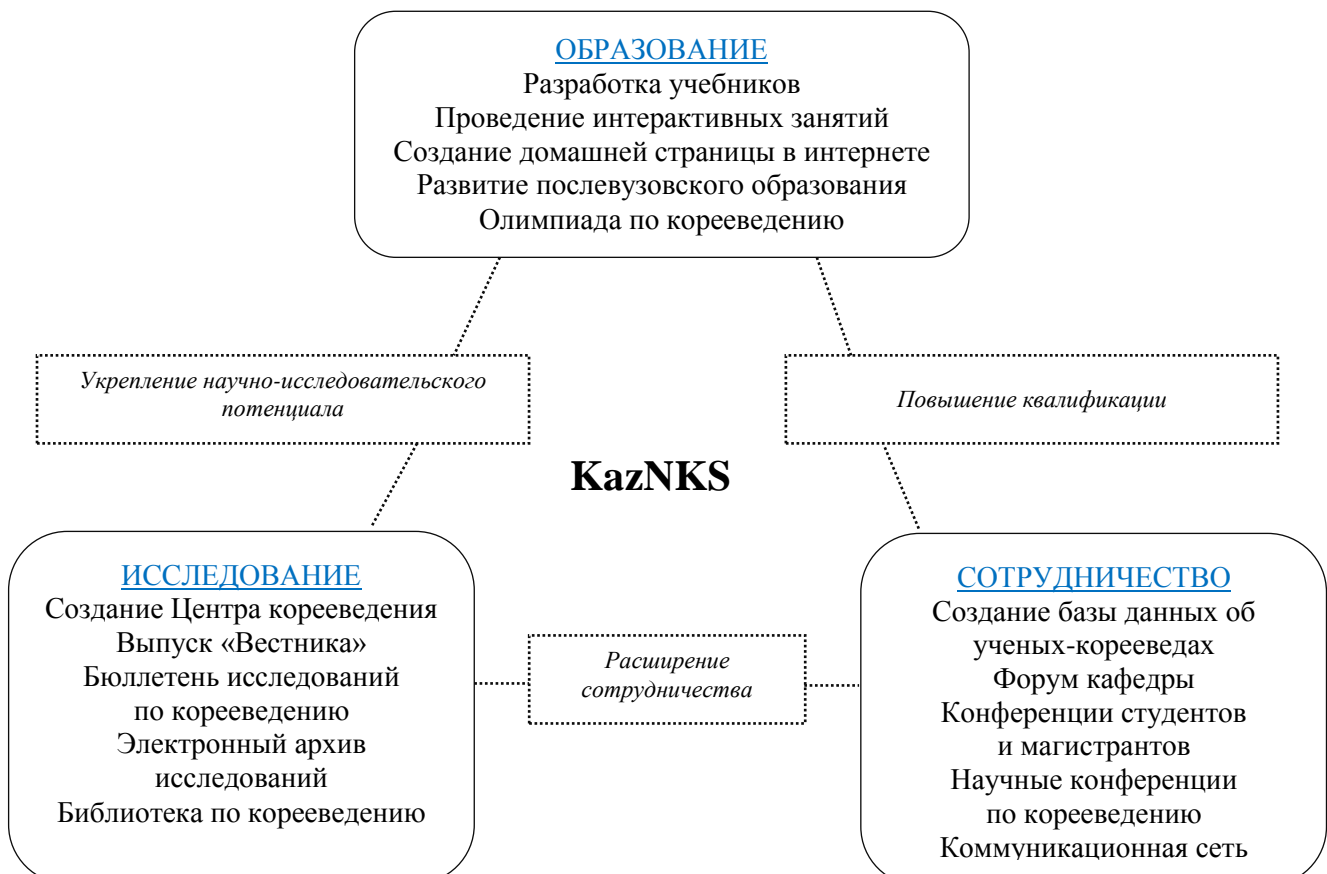 ОБРАЗОВАНИЕ
Разработка учебников
Проведение интерактивных занятий
Создание домашней страницы в интернете
Развитие послевузовского образования
Олимпиада по корееведению
Укрепление научно-исследовательского
потенциала
Повышение квалификации
KazNKS
ИССЛЕДОВАНИЕ
Создание Центра корееведения
Выпуск «Вестника»
Бюллетень исследований
по корееведению
Электронный архив
исследований
Библиотека по корееведению
Расширение
сотрудничества
СОТРУДНИЧЕСТВО
Создание базы данных об
ученых-корееведах
Форум кафедры
Конференции студентов
и магистрантов
Научные конференции
по корееведению
Коммуникационная сеть